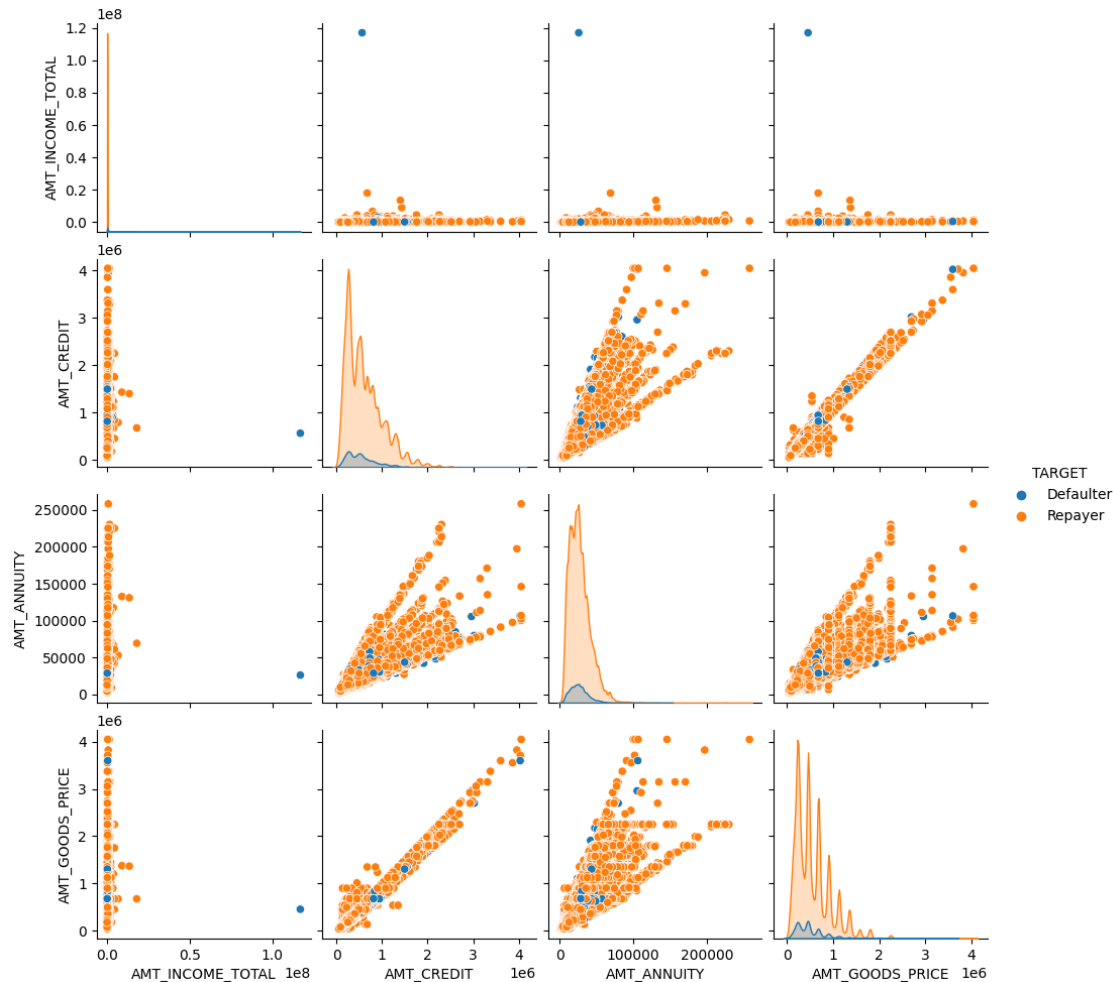 1e8
1.2
1.0
0.8
0.6
0.4
0.2
0.0
AMT_INCOME_TOTAL
1e6
4
3
2
1
0
AMT_CREDIT
TARGET
Defaulter
Repayer
250000
200000
150000
100000
50000
0
AMT_ANNUITY
1e6
4
3
2
1
0
AMT_GOODS_PRICE
0.0 0.5 1.0 0 1 2 3 4 0 100000 200000 0 1 2 3 4
AMT_INCOME_TOTAL 1e8 AMT_CREDIT 1e6 AMT_ANNUITY AMT_GOODS_PRICE 1e6